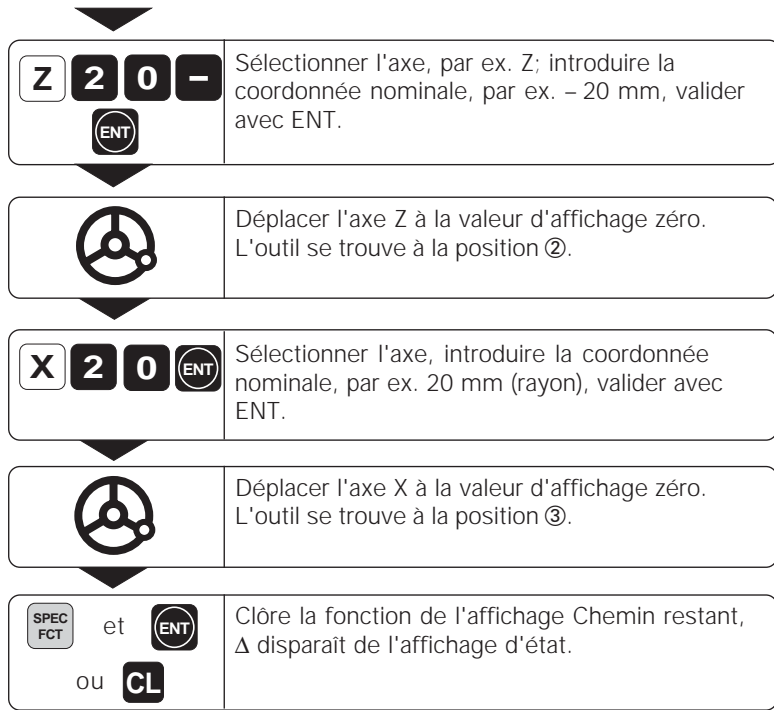 Z 2 0 –
ENT
Sélectionner l'axe, par ex. Z; introduire la
coordonnée nominale, par ex. – 20 mm, valider
avec ENT.
Déplacer l'axe Z à la valeur d'affichage zéro.
L'outil se trouve à la position ②.
X 2 0 ENT
Sélectionner l'axe, introduire la coordonnée
nominale, par ex. 20 mm (rayon), valider avec
ENT.
Déplacer l'axe X à la valeur d'affichage zéro.
L'outil se trouve à la position ③.
SPEC
FCT
et ENT
ou CL
Clôre la fonction de l'affichage Chemin restant,
Δ disparaît de l'affichage d'état.